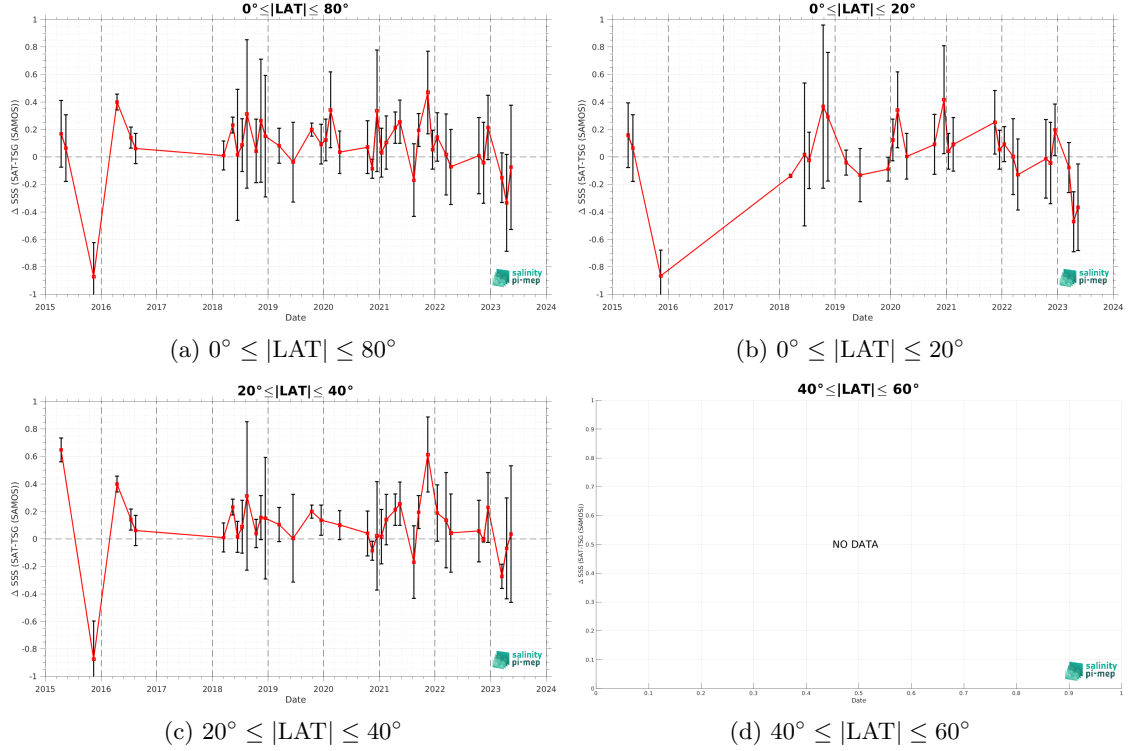 0°≤|LAT|≤ 80°
Δ SSS (SAT-TSG (SAMOS))
1
0.8
0.6
0.4
0.2
0
-0.2
-0.4
-0.6
-0.8
-1
2015 2016 2017 2018 2019 2020 2021 2022 2023 2024
Date
salinity
pi-mep
(a) 0° ≤ |LAT| ≤ 80°
0°≤|LAT|≤ 20°
Δ SSS (SAT-TSG (SAMOS))
1
0.8
0.6
0.4
0.2
0
-0.2
-0.4
-0.6
-0.8
-1
2015 2016 2017 2018 2019 2020 2021 2022 2023 2024
Date
salinity
pi-mep
(b) 0° ≤ |LAT| ≤ 20°
20°≤|LAT|≤ 40°
Δ SSS (SAT-TSG (SAMOS))
1
0.8
0.6
0.4
0.2
0
-0.2
-0.4
-0.6
-0.8
-1
2015 2016 2017 2018 2019 2020 2021 2022 2023 2024
Date
salinity
pi-mep
(c) 20° ≤ |LAT| ≤ 40°
40°≤|LAT|≤ 60°
Δ SSS (SAT-TSG (SAMOS))
1
0.9
0.8
0.7
0.6
0.5
0.4
0.3
0.2
0.1
0
NO DATA
0 0.1 0.2 0.3 0.4 0.5 0.6 0.7 0.8 0.9 1
Date
salinity
pi-mep
(d) 40° ≤ |LAT| ≤ 60°